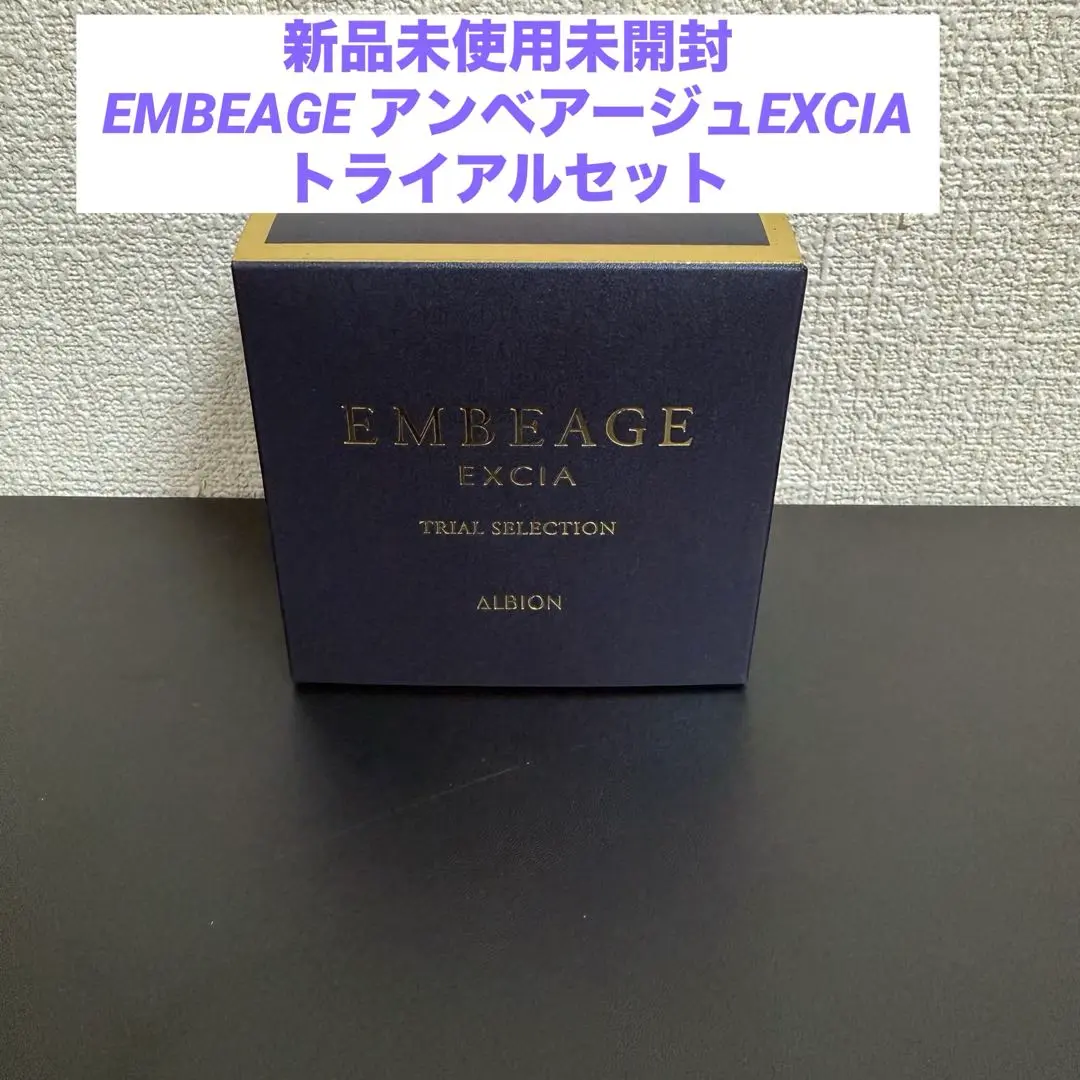 新品未使用未開封
EMBEAGE アンベアージュEXCIA
トライアルセット
EMBEAGE
EXCIA
TRIAL SELECTION
ALBION